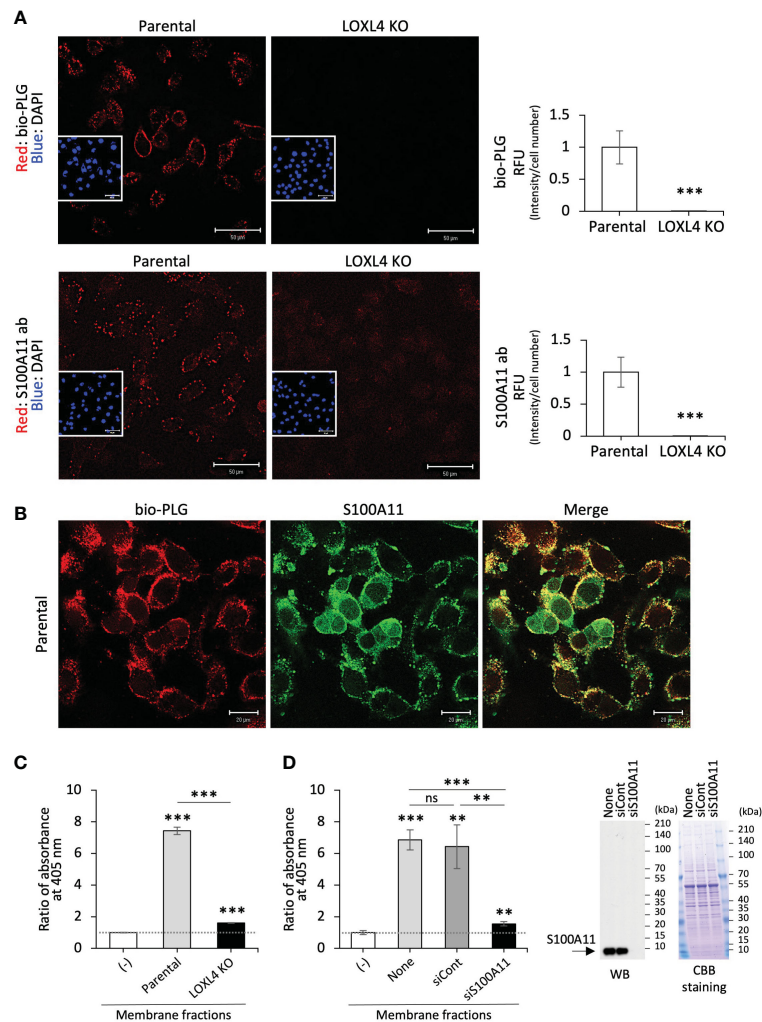 A
Parental
LOXL4 KO
Red: bio-PLG
Blue: DAPI
50 μm
50 μm
bio-PLG
RFU
(Intensity/cell number)
1.5
1
0.5
0
***
Parental
LOXL4 KO
Parental
LOXL4 KO
Red: S100A11 ab
Blue: DAPI
50 μm
50 μm
S100A11 ab
RFU
(Intensity/cell number)
1.5
1
0.5
0
***
Parental
LOXL4 KO
B
bio-PLG
S100A11
Merge
Parental
20 μm
20 μm
20 μm
C
Ratio of absorbance
at 405 nm
10
8
6
4
2
0
***
***
***
(-)
Parental
LOXL4 KO
Membrane fractions
D
Ratio of absorbance
at 405 nm
10
8
6
4
2
0
***
ns
**
***
**
**
(-)
None
siCont
siS100A11
Membrane fractions
None
siCont
siS100A11
(kDa)
210
140
100
70
55
40
35
30
20
15
10
S100A11
WB
None
siCont
siS100A11
(kDa)
210
140
100
70
55
40
35
30
20
15
10
CBB
staining